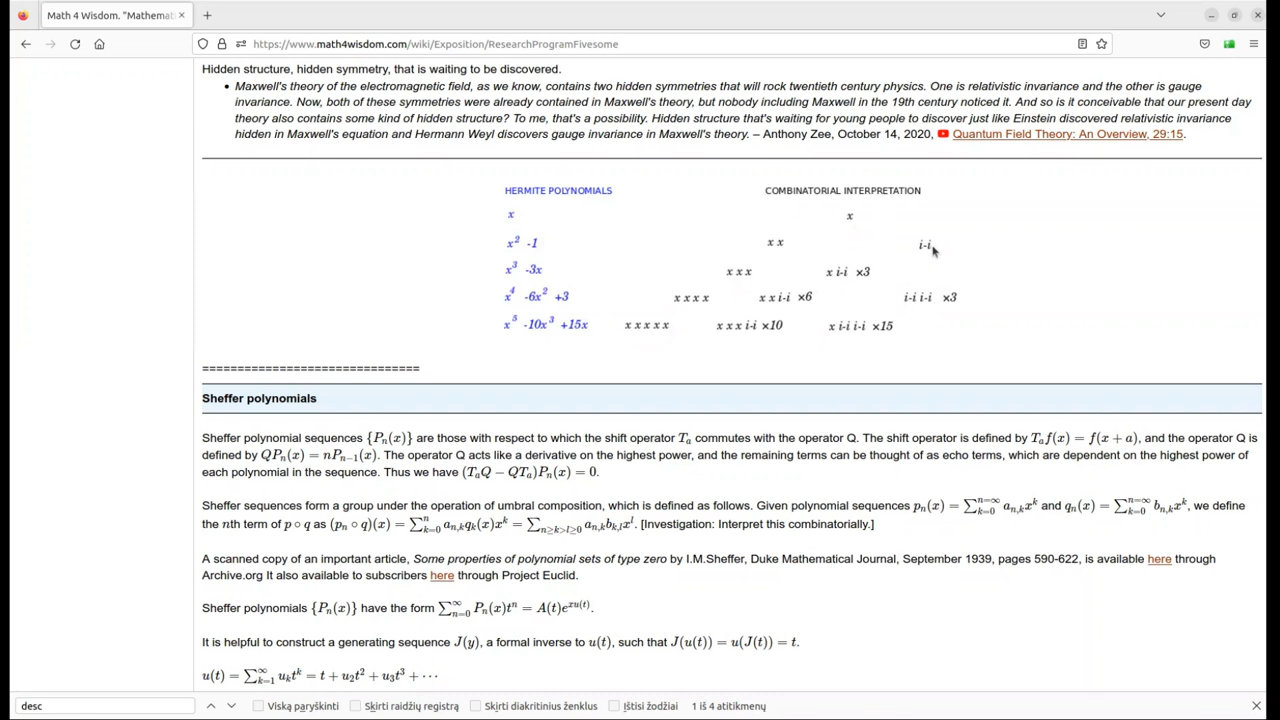 Math 4 Wisdom. "Mathemat
https://www.math4wisdom.com/wiki/Exposition/ResearchProgramFivesome
Hidden structure, hidden symmetry, that is waiting to be discovered.
• Maxwell's theory of the electromagnetic field, as we know, contains two hidden symmetries that will rock twentieth century physics. One is relativistic invariance and the other is gauge
invariance. Now, both of these symmetries were already contained in Maxwell's theory, but nobody including Maxwell in the 19th century noticed it. And so is it conceivable that our present day
theory also contains some kind of hidden structure? To me, that's a possibility. Hidden structure that's waiting for young people to discover just like Einstein discovered relativistic invariance
hidden in Maxwell's equation and Hermann Weyl discovers gauge invariance in Maxwell's theory. – Anthony Zee, October 14, 2020, Quantum Field Theory: An Overview, 29:15.
HERMITE POLYNOMIALS COMBINATORIAL INTERPRETATION
x x
x² -1 x x i-i
x³ -3x x x x x i-i ×3
x⁴ -6x² +3 x x x x x x i-i ×6 i-i i-i ×3
x⁵ -10x³ +15x x x x x x x x x i-i ×10 x i-i i-i ×15
===============================
Sheffer polynomials
Sheffer polynomial sequences {Pₙ(x)} are those with respect to which the shift operator Tₐ commutes with the operator Q. The shift operator is defined by Tₐf(x) = f(x + a), and the operator Q is
defined by QPₙ(x) = nPₙ₋₁(x). The operator Q acts like a derivative on the highest power, and the remaining terms can be thought of as echo terms, which are dependent on the highest power of
each polynomial in the sequence. Thus we have (TₐQ − QTₐ)Pₙ(x) = 0.
Sheffer sequences form a group under the operation of umbral composition, which is defined as follows. Given polynomial sequences pₙ(x) = ∑_{k=0}^{n=∞} a_{n,k}x^k and qₙ(x) = ∑_{k=0}^{n=∞} b_{n,k}x^k, we define
the nth term of p ∘ q as (pₙ ∘ q)(x) = ∑_{k=0}^{n} a_{n,k}q_k(x)x^k = ∑_{n≥k>l≥0} a_{n,k}b_{k,l}x^l. [Investigation: Interpret this combinatorially.]
A scanned copy of an important article, Some properties of polynomial sets of type zero by I.M.Sheffer, Duke Mathematical Journal, September 1939, pages 590-622, is available here through
Archive.org It also available to subscribers here through Project Euclid.
Sheffer polynomials {Pₙ(x)} have the form ∑_{n=0}^{∞} Pₙ(x)tⁿ = A(t)e^{xu(t)}.
It is helpful to construct a generating sequence J(y), a formal inverse to u(t), such that J(u(t)) = u(J(t)) = t.
u(t) = ∑_{k=1}^{∞} u_k t^k = t + u₂t² + u₃t³ + ⋯
desc Viską paryškinti Skirti raidžių registrą Skirti diakritinius ženklus Ištisi žodžiai 1 iš 4 atitikmenų